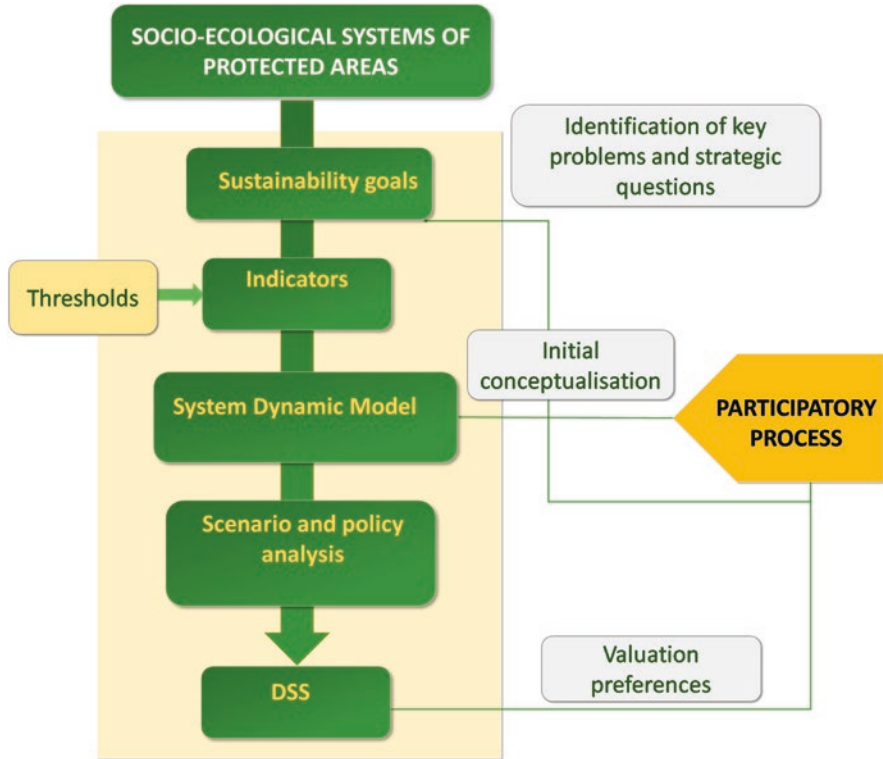 SOCIO-ECOLOGICAL SYSTEMS OF
PROTECTED AREAS
Identification of key
problems and strategic
questions
Sustainability goals
Indicators
Thresholds
Initial
conceptualisation
System Dynamic Model
PARTICIPATORY
PROCESS
Scenario and policy
analysis
Valuation
preferences
DSS